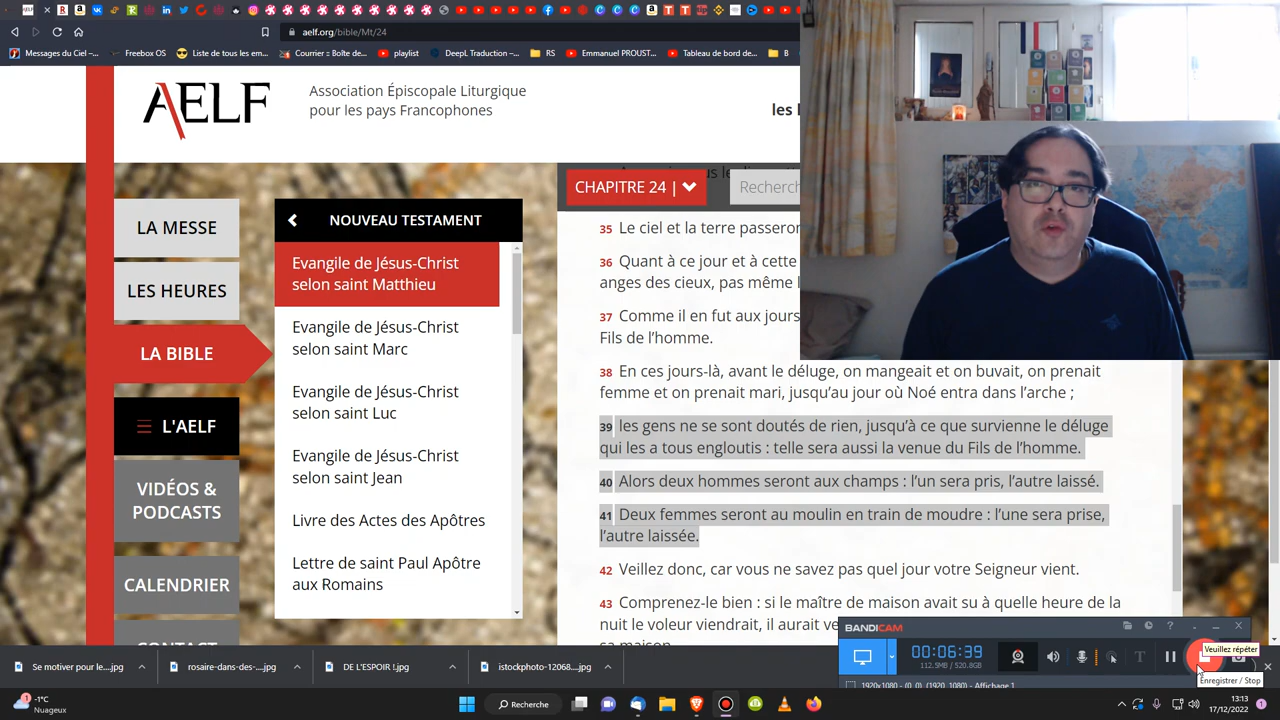 aelf.org/bible/Mt/24
Messages du Ciel –...
Freebox OS
Liste de tous les em...
Courrier – Boîte de...
playlist
DeepL Traduction –...
RS
Emmanuel PROUST...
Tableau de bord de...
B
AELF
Association Épiscopale Liturgique
pour les pays Francophones
CHAPITRE 24 |
LA MESSE
LES HEURES
LA BIBLE
L'AELF
VIDÉOS &
PODCASTS
CALENDRIER
NOUVEAU TESTAMENT
Evangile de Jésus-Christ
selon saint Matthieu
Evangile de Jésus-Christ
selon saint Marc
Evangile de Jésus-Christ
selon saint Luc
Evangile de Jésus-Christ
selon saint Jean
Livre des Actes des Apôtres
Lettre de saint Paul Apôtre
aux Romains
35 Le ciel et la terre
36 Quant à ce jour et à cette
anges des cieux, pas même
37 Comme il en fut aux jours
Fils de l’homme.
38 En ces jours-là, avant le déluge, on mangeait et on buvait, on prenait
femme et on prenait mari, jusqu’au jour où Noé entra dans l’arche ;
39 les gens ne se sont doutés de rien, jusqu’à ce que survienne le déluge
qui les a tous engloutis : telle sera aussi la venue du Fils de l’homme.
40 Alors deux hommes seront aux champs : l’un sera pris, l’autre laissé.
41 Deux femmes seront au moulin en train de moudre : l’une sera prise,
l’autre laissée.
42 Veillez donc, car vous ne savez pas quel jour votre Seigneur vient.
43 Comprenez-le bien : si le maître de maison avait su à quelle heure de la
nuit le voleur viendrait, il aurait
BANDICAM
00:06:39
112.5MB / 520.8GB
Veuillez répéter
Enregistrer / Stop
1920x1080 - (0, 0), (1920, 1080) - Affichage 1
Se motiver pour le....jpg
rosaire-dans-des-....jpg
DE L'ESPOIR !.jpg
istockphoto-12068....jpg
-1°C
Nuageux
Recherche
13:13
17/12/2022